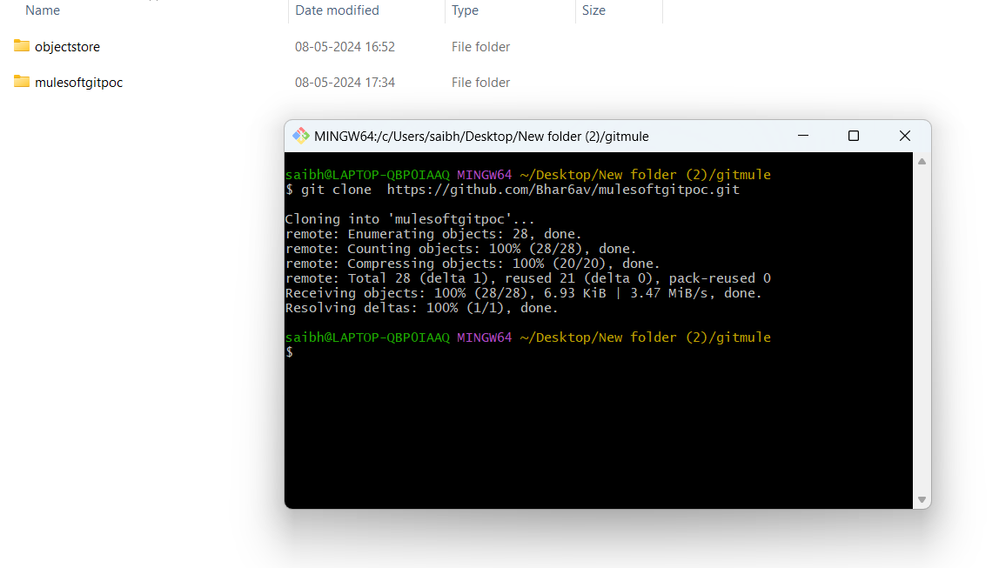 Name Date modified Type Size
objectstore 08-05-2024 16:52 File folder
mulesoftgitpoc 08-05-2024 17:34 File folder
MINGW64:/c/Users/saibh/Desktop/New folder (2)/gitmule
saibh@LAPTOP-QBP0IAAQ MINGW64 ~/Desktop/New folder (2)/gitmule
$ git clone  https://github.com/Bhar6av/mulesoftgitpoc.git
Cloning into 'mulesoftgitpoc'...
remote: Enumerating objects: 28, done.
remote: Counting objects: 100% (28/28), done.
remote: Compressing objects: 100% (20/20), done.
remote: Total 28 (delta 1), reused 21 (delta 0), pack-reused 0
Receiving objects: 100% (28/28), 6.93 KiB | 3.47 MiB/s, done.
Resolving deltas: 100% (1/1), done.
saibh@LAPTOP-QBP0IAAQ MINGW64 ~/Desktop/New folder (2)/gitmule
$